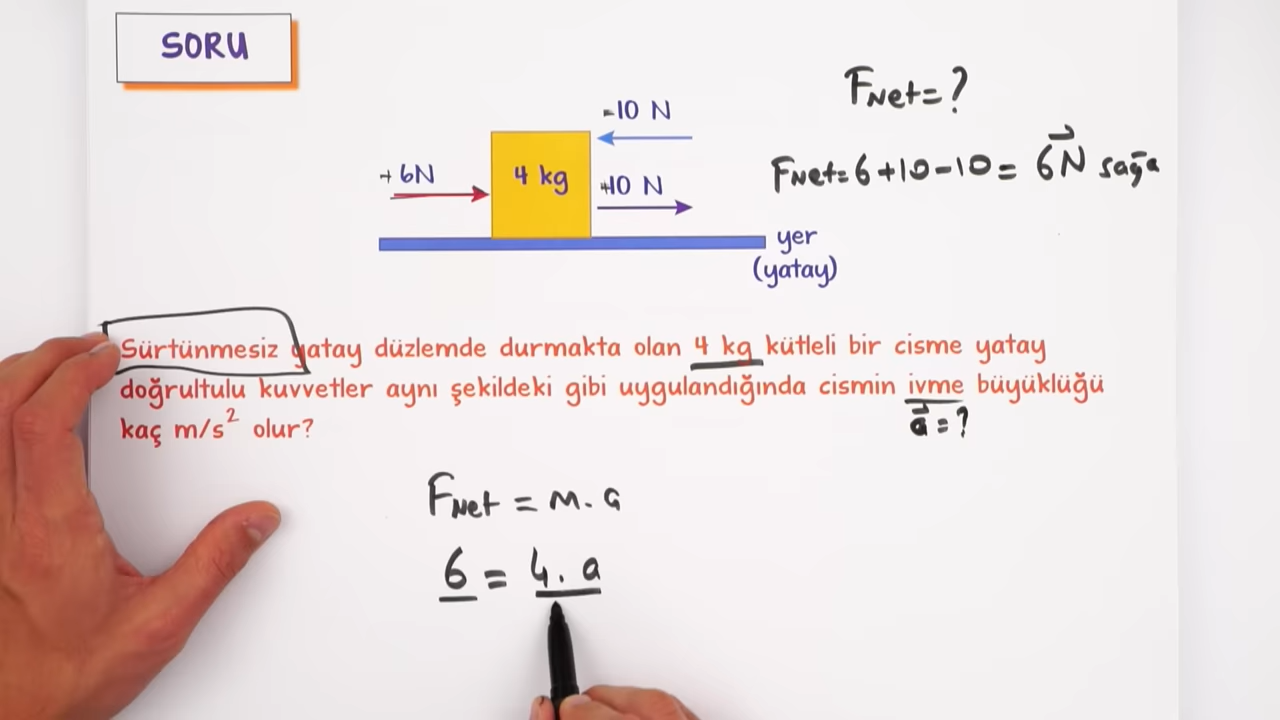 SORU
FNet=?
-10 N
+6N
4 kg
+10 N
FNet=6+10-10= 6N sağa
yer
(yatay)
Sürtünmesiz yatay düzlemde durmakta olan 4 kg kütleli bir cisme yatay
doğrultulu kuvvetler aynı şekildeki gibi uygulandığında cismin ivme büyüklüğü
kaç m/s² olur?
a=?
FNet = m.a
6 = 4.a